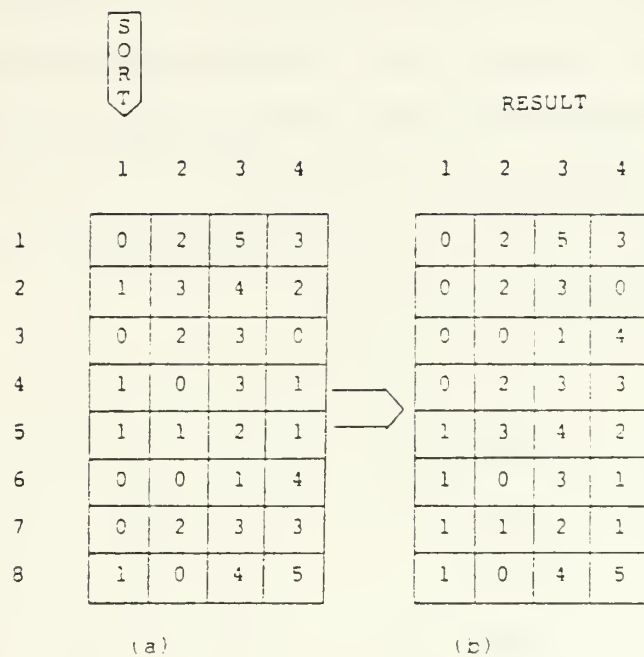 SORT
RESULT
1 2 3 4 1 2 3 4
1 0 2 5 3 0 2 5 3
2 1 3 4 2 0 2 3 0
3 0 2 3 0 0 0 1 4
4 1 0 3 1 0 2 3 3
5 1 1 2 1 1 3 4 2
6 0 0 1 4 1 0 3 1
7 0 2 3 3 1 1 2 1
8 1 0 4 5 1 0 4 5
(a) (b)